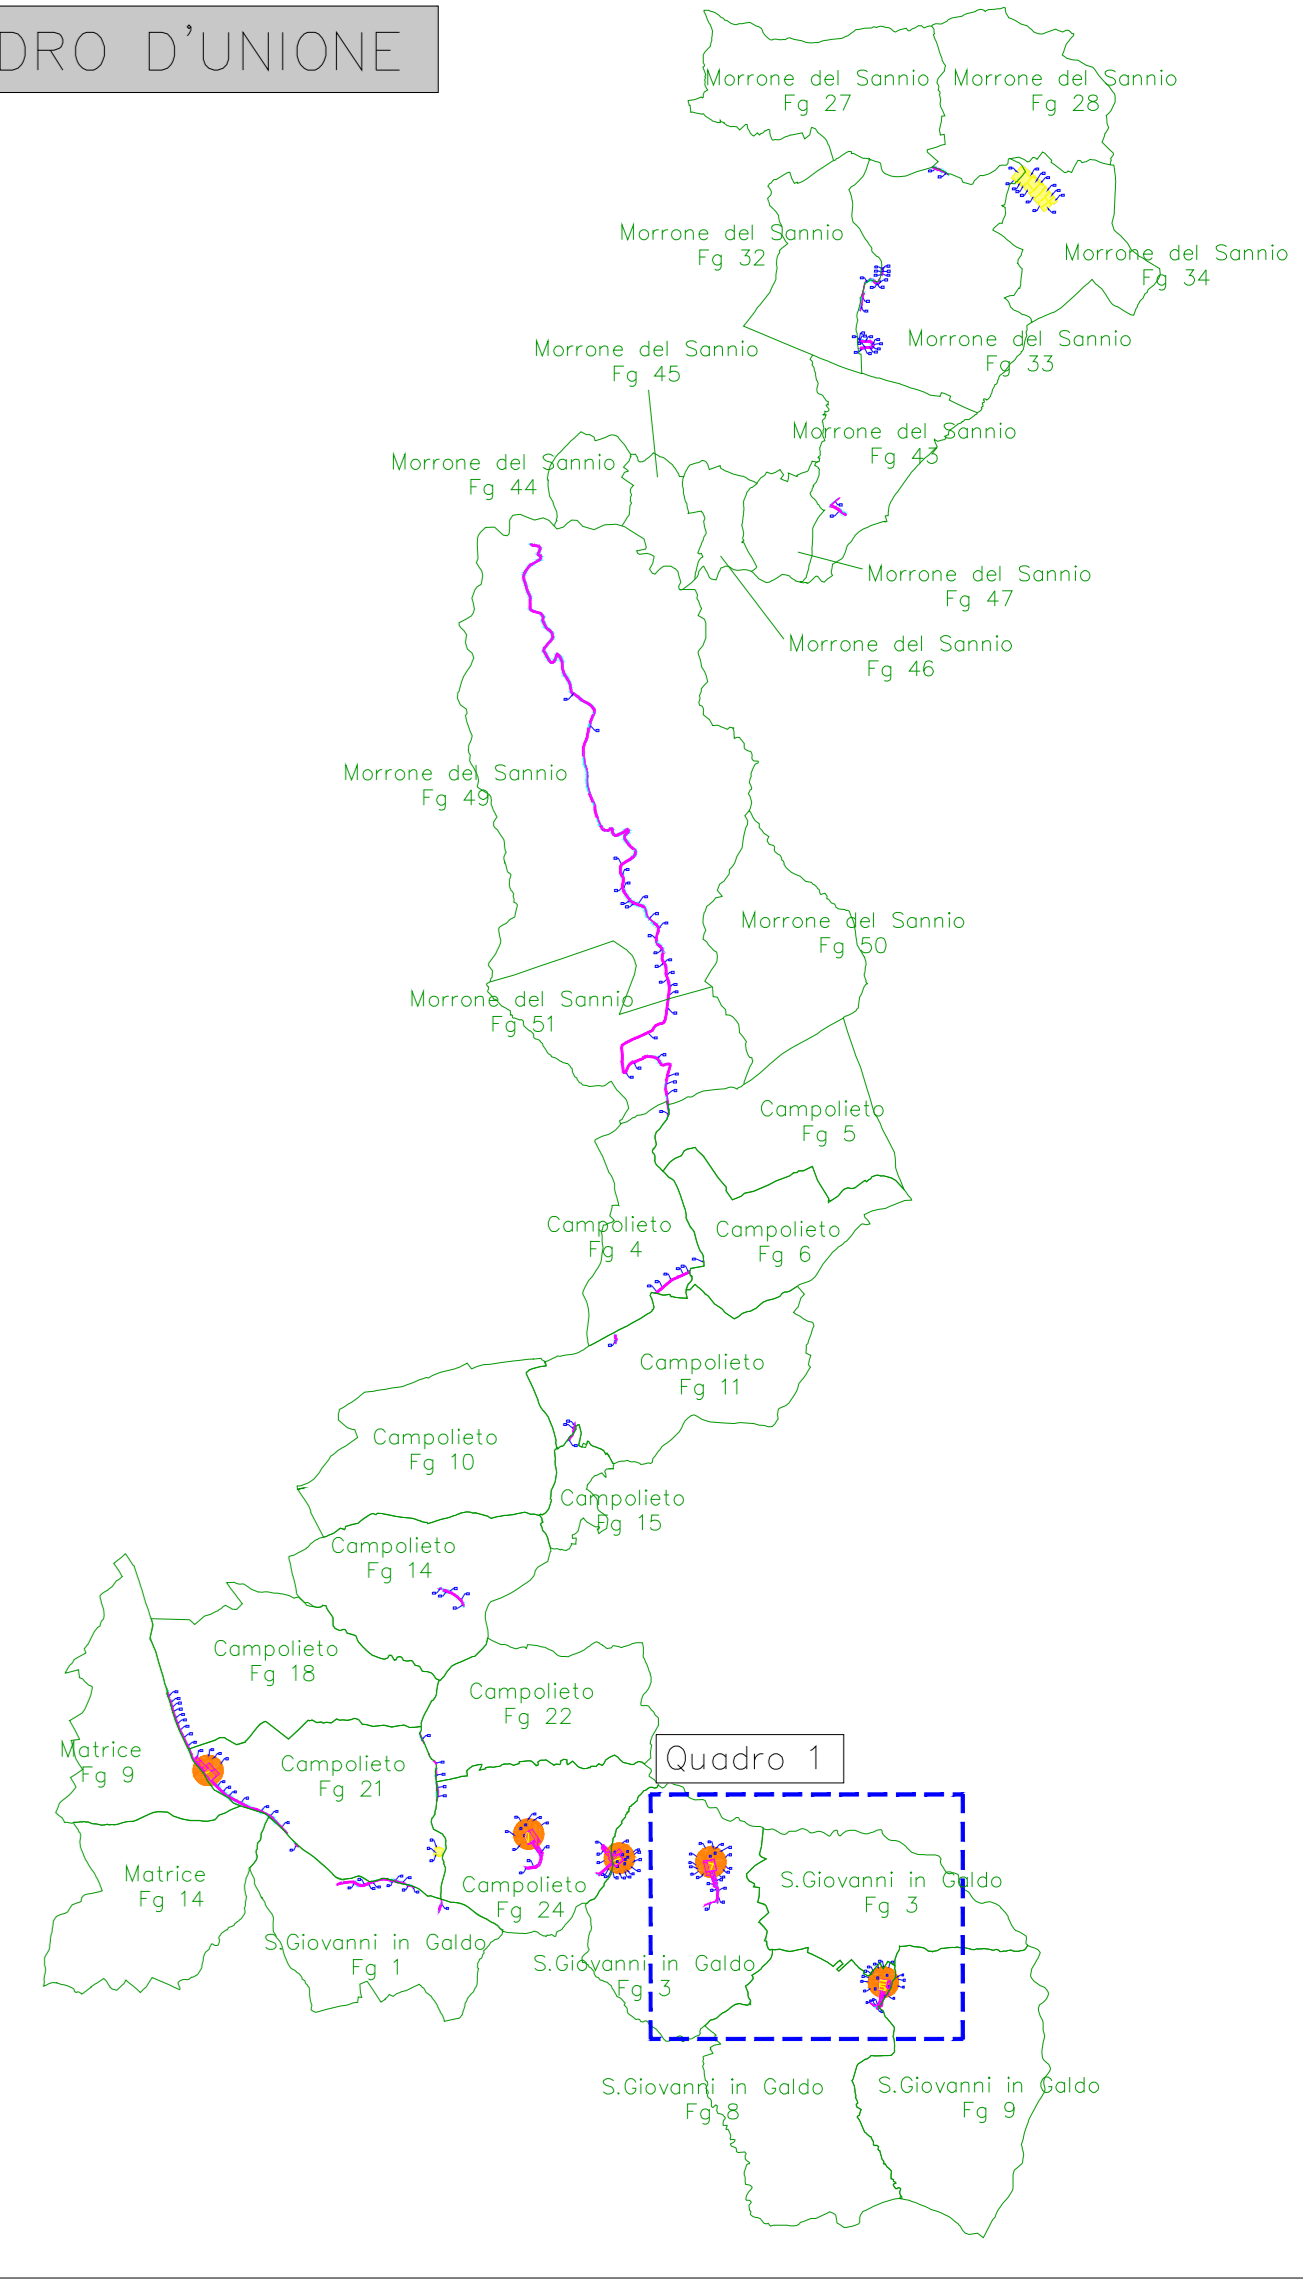 DRO D'UNIONE
Morrone del Sannio
Fg 27
Morrone del Sannio
Fg 28
Morrone del Sannio
Fg 32
Morrone del Sannio
Fg 34
Morrone del Sannio
Fg 33
Morrone del Sannio
Fg 45
Morrone del Sannio
Fg 43
Morrone del Sannio
Fg 44
Morrone del Sannio
Fg 47
Morrone del Sannio
Fg 46
Morrone del Sannio
Fg 49
Morrone del Sannio
Fg 50
Morrone del Sannio
Fg 51
Campolieto
Fg 5
Campolieto
Fg 4
Campolieto
Fg 6
Campolieto
Fg 11
Campolieto
Fg 10
Campolieto
Fg 15
Campolieto
Fg 14
Campolieto
Fg 18
Campolieto
Fg 22
Matrice
Fg 9
Campolieto
Fg 21
Quadro 1
Matrice
Fg 14
Campolieto
Fg 24
S.Giovanni in Galdo
Fg 3
S.Giovanni in Galdo
Fg 1
S.Giovanni in Galdo
Fg 3
S.Giovanni in Galdo
Fg 8
S.Giovanni in Galdo
Fg 9